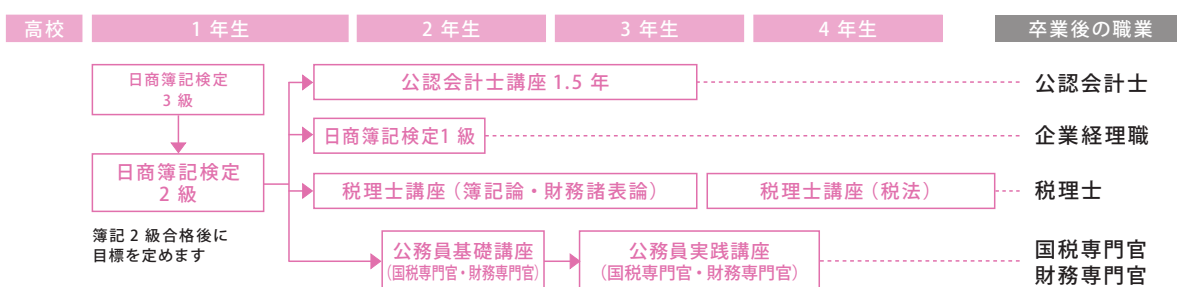 高校 1 年生 2 年生 3 年生 4 年生 卒業後の職業
日商簿記検定
3 級
公認会計士講座 1.5 年
公認会計士
日商簿記検定1 級
企業経理職
日商簿記検定
2 級
税理士講座（簿記論・財務諸表論）
税理士講座（税法）
税理士
簿記 2 級合格後に
目標を定めます
公務員基礎講座
（国税専門官・財務専門官）
公務員実践講座
（国税専門官・財務専門官）
国税専門官
財務専門官